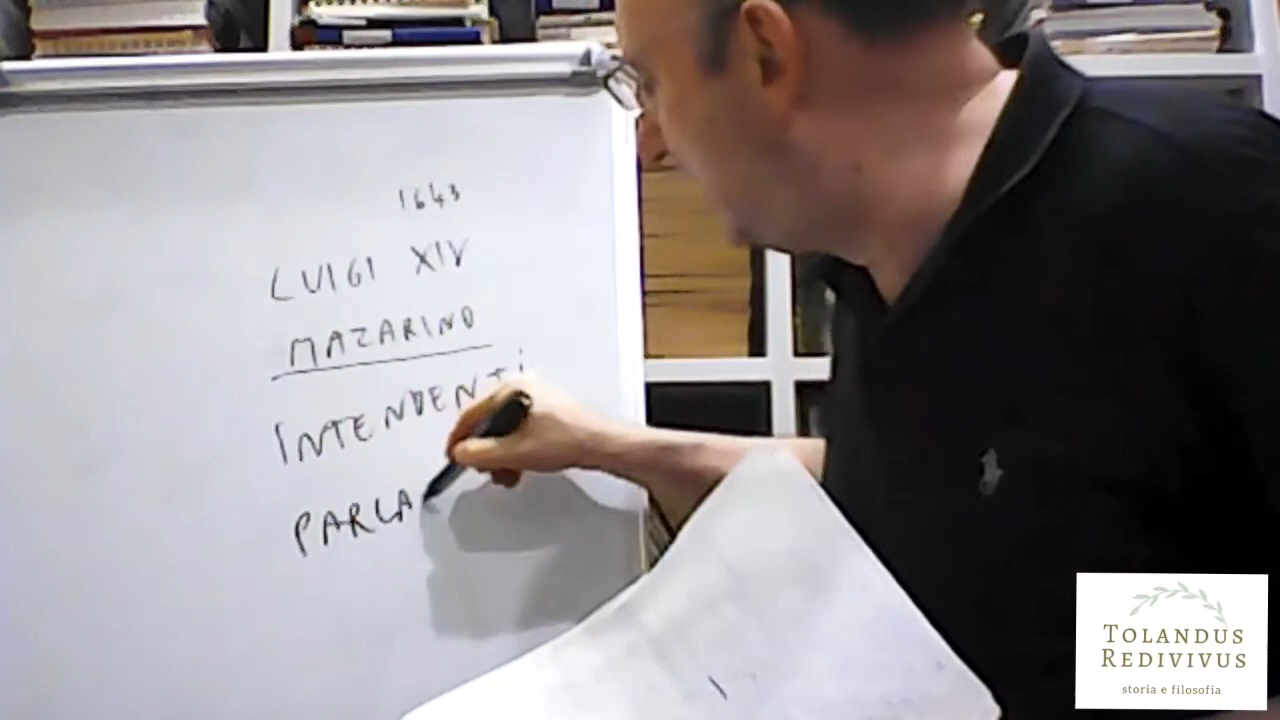 1643
LUIGI XIV
MAZARINO
INTENDENTI
PARLA
TOLANDUS
REDIVIVUS
storia e filosofia